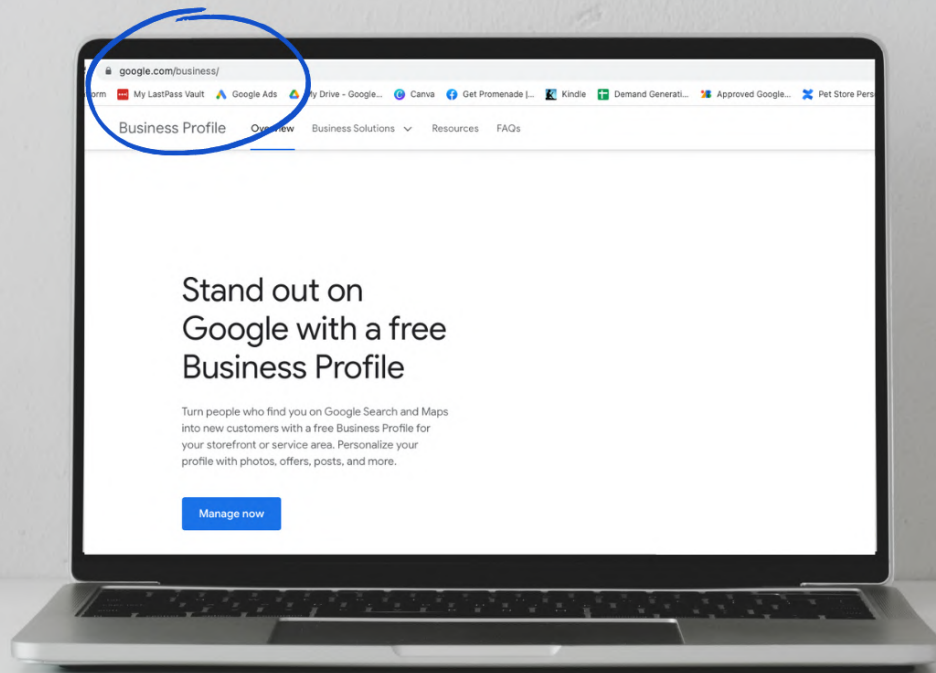 google.com/business/
orm My LastPass Vault Google Ads My Drive - Google... Canva Get Promenade |... Kindle Demand Generati... Approved Google... Pet Store Pers
Business Profile Overview Business Solutions Resources FAQs
Stand out on
Google with a free
Business Profile
Turn people who find you on Google Search and Maps
into new customers with a free Business Profile for
your storefront or service area. Personalize your
profile with photos, offers, posts, and more.
Manage now